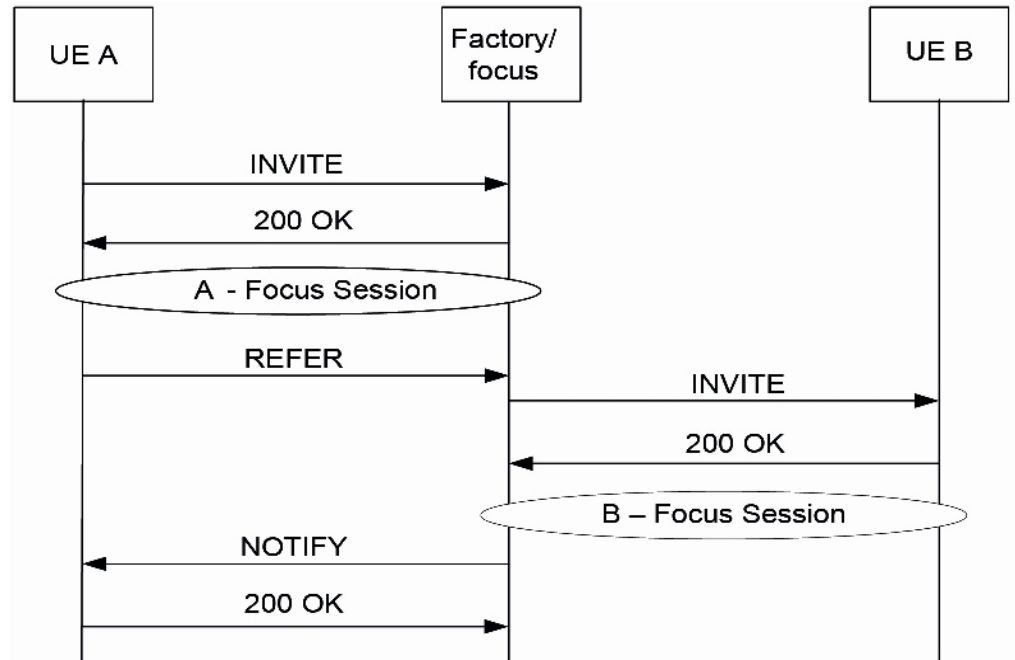 UE A
Factory/
focus
UE B
INVITE
200 OK
A - Focus Session
REFER
INVITE
200 OK
B – Focus Session
NOTIFY
200 OK